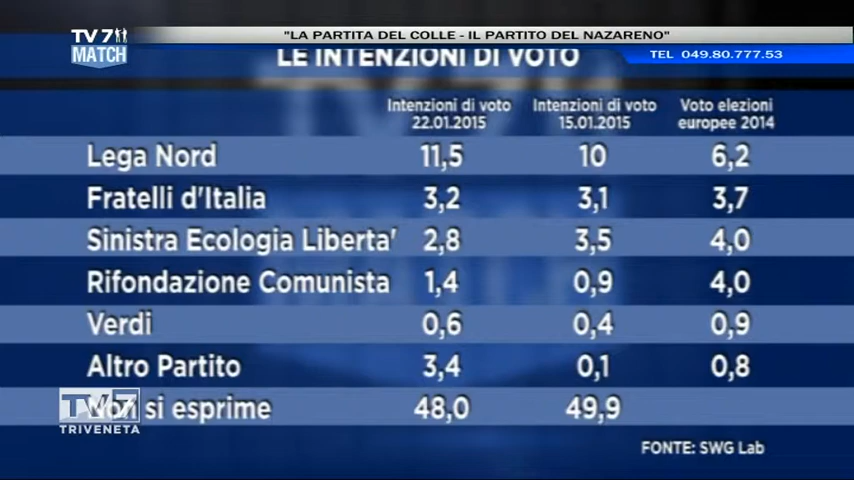 TV7
MATCH
"LA PARTITA DEL COLLE - IL PARTITO DEL NAZARENO"
TEL 049.80.777.53
LE INTENZIONI DI VOTO
Intenzioni di voto 22.01.2015 Intenzioni di voto 15.01.2015 Voto elezioni europee 2014
Lega Nord 11,5 10 6,2
Fratelli d'Italia 3,2 3,1 3,7
Sinistra Ecologia Liberta' 2,8 3,5 4,0
Rifondazione Comunista 1,4 0,9 4,0
Verdi 0,6 0,4 0,9
Altro Partito 3,4 0,1 0,8
Non si esprime 48,0 49,9
TV7
TRIVENETA
FONTE: SWG Lab